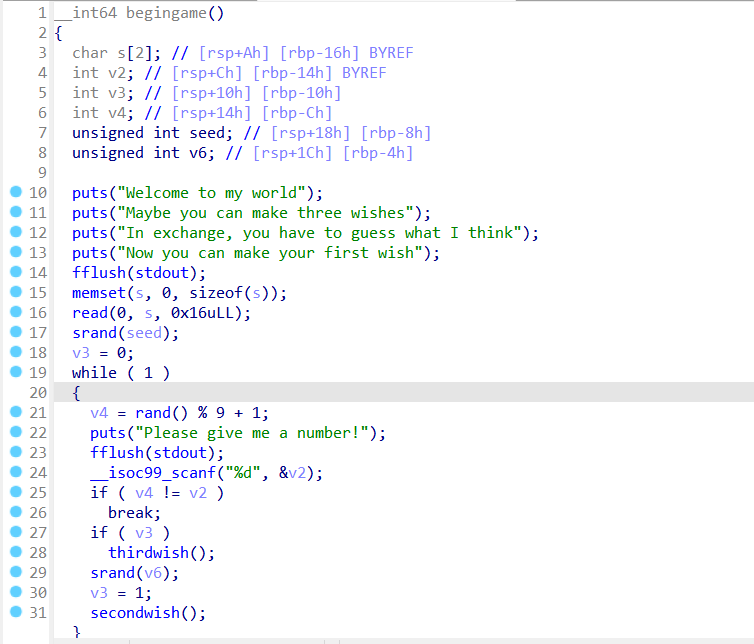 1 __int64 begingame()
2 {
3 char s[2]; // [rsp+Ah] [rbp-16h] BYREF
4 int v2; // [rsp+Ch] [rbp-14h] BYREF
5 int v3; // [rsp+10h] [rbp-10h]
6 int v4; // [rsp+14h] [rbp-Ch]
7 unsigned int seed; // [rsp+18h] [rbp-8h]
8 unsigned int v6; // [rsp+1Ch] [rbp-4h]
9
10 puts("Welcome to my world");
11 puts("Maybe you can make three wishes");
12 puts("In exchange, you have to guess what I think");
13 puts("Now you can make your first wish");
14 fflush(stdout);
15 memset(s, 0, sizeof(s));
16 read(0, s, 0x16uLL);
17 srand(seed);
18 v3 = 0;
19 while ( 1 )
20 {
21 v4 = rand() % 9 + 1;
22 puts("Please give me a number!");
23 fflush(stdout);
24 __isoc99_scanf("%d", &v2);
25 if ( v4 != v2 )
26 break;
27 if ( v3 )
28 thirdwish();
29 srand(v6);
30 v3 = 1;
31 secondwish();
}